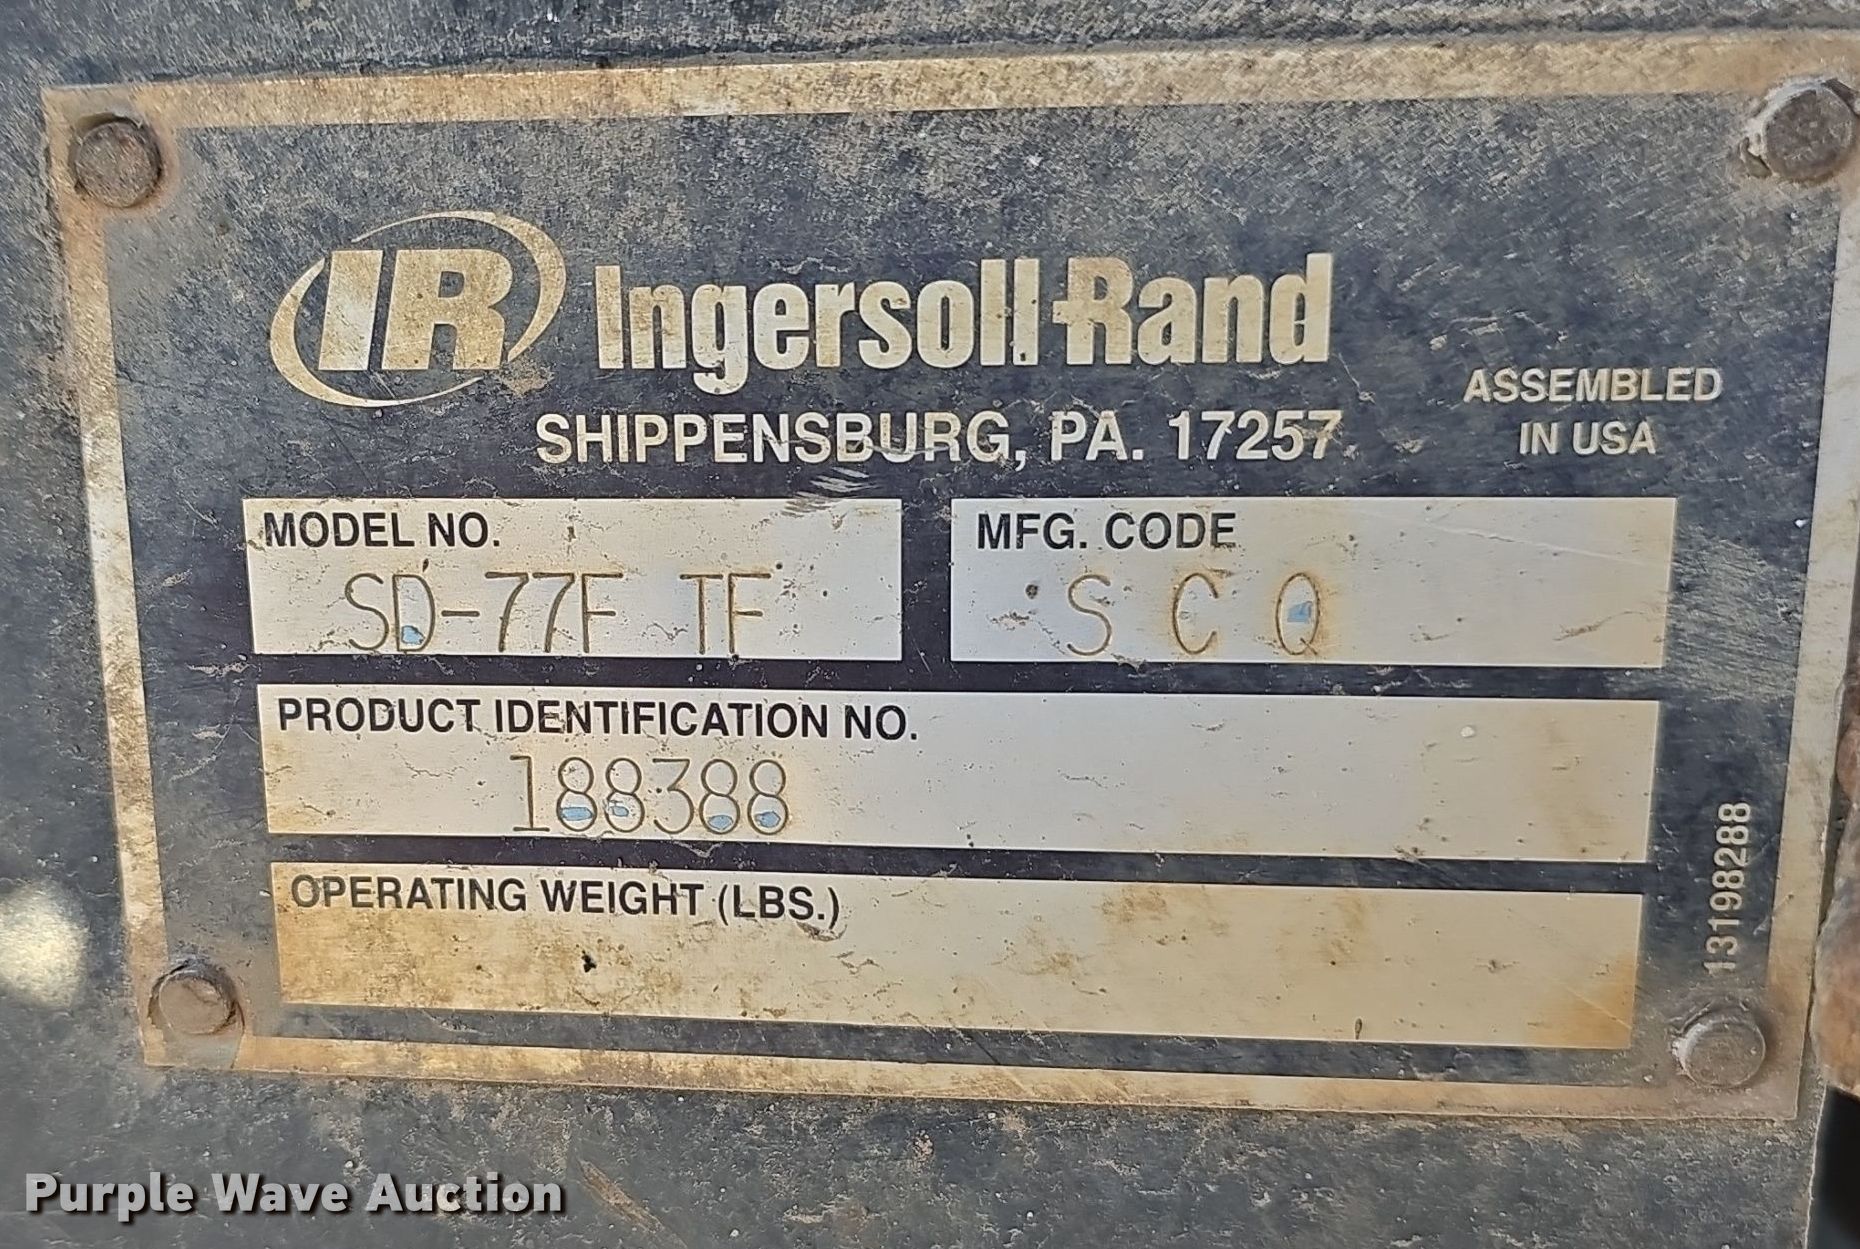 IR Ingersoll-Rand
SHIPPENSBURG, PA. 17257
ASSEMBLED
IN USA
MODEL NO.
SD-77F TF
MFG. CODE
S C Q
PRODUCT IDENTIFICATION NO.
188388
OPERATING WEIGHT (LBS.)
13198288
Purple Wave Auction